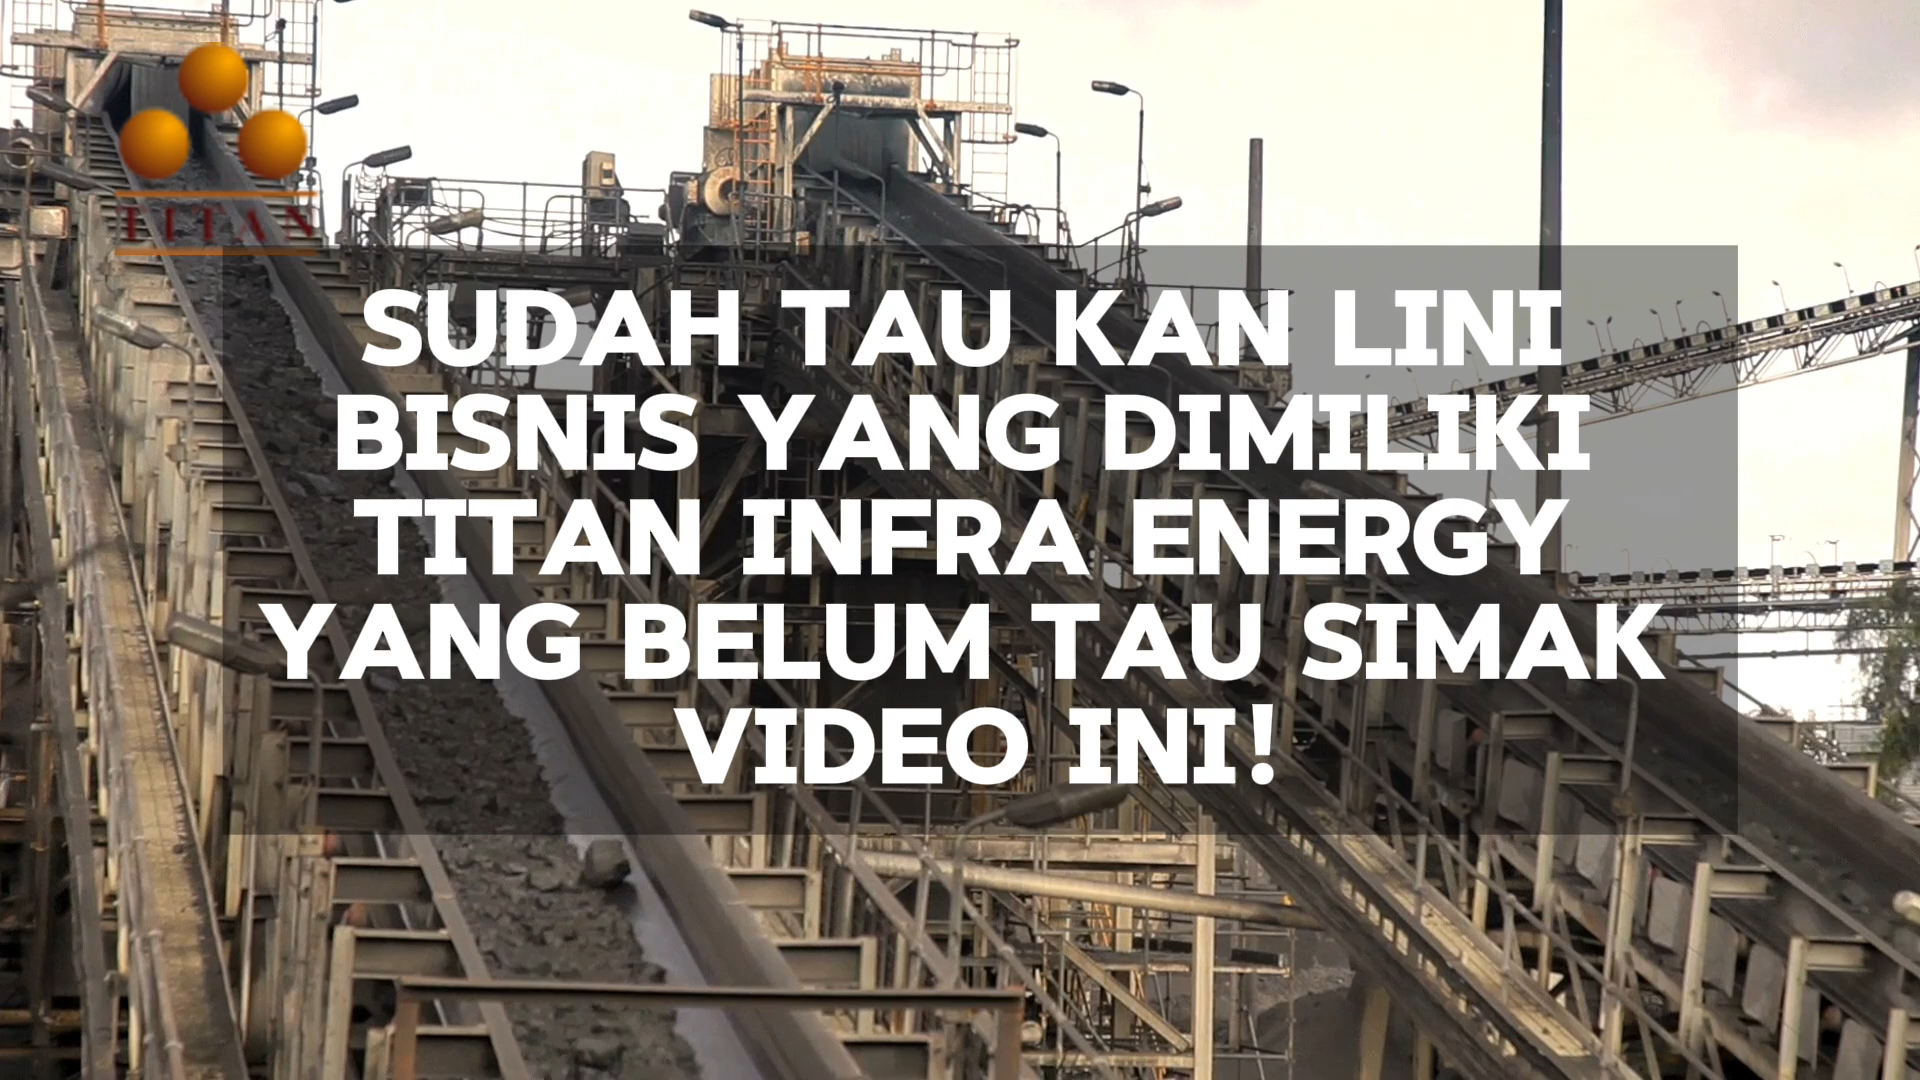 TITAN
SUDAH TAU KAN LINI
BISNIS YANG DIMILIKI
TITAN INFRA ENERGY
YANG BELUM TAU SIMAK
VIDEO INI!